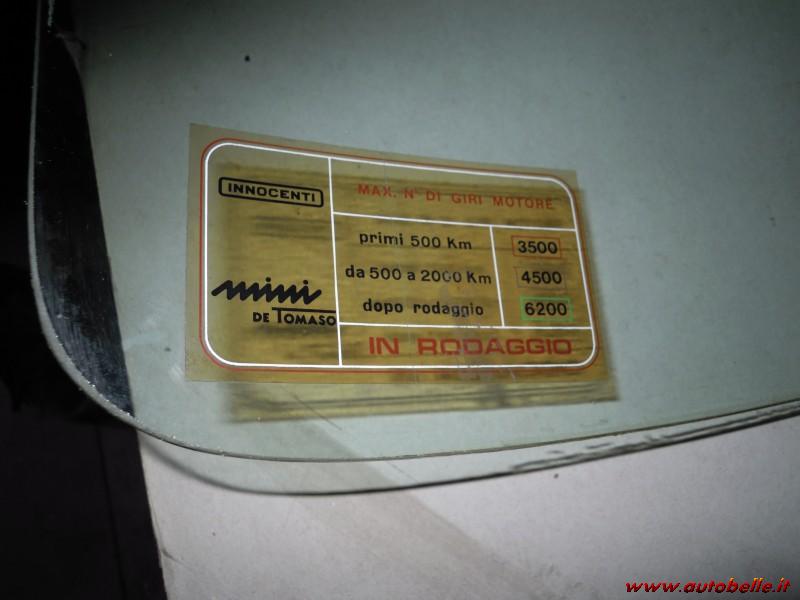 INNOCENTI
MAX. N° DI GIRI MOTORE
primi 500 Km 3500
da 500 a 2000 Km 4500
mini
DE TOMASO
dopo rodaggio 6200
IN RODAGGIO
www.autobelle.it